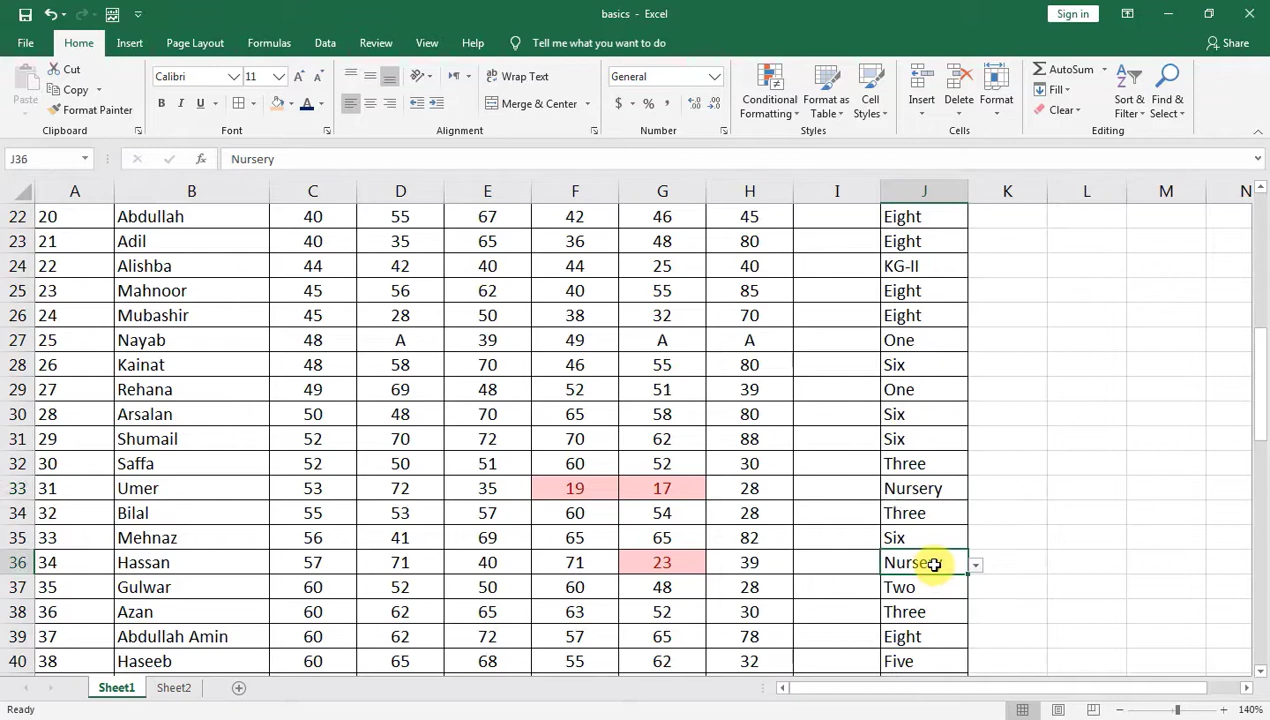 basics - Excel
Sign in
File Home Insert Page Layout Formulas Data Review View Help Tell me what you want to do Share
Paste
Cut
Copy
Format Painter
Clipboard
Calibri 11 A A
B I U A
Font
ab Wrap Text
Merge & Center
Alignment
General
$ % ,
Number
Conditional Formatting
Format as Table
Cell Styles
Styles
Insert
Delete
Format
Cells
AutoSum
Fill
Clear
Sort & Filter
Find & Select
Editing
J36 fx Nursery
A B C D E F G H I J K L M N
22 20 Abdullah 40 55 67 42 46 45 Eight
23 21 Adil 40 35 65 36 48 80 Eight
24 22 Alishba 44 42 40 44 25 40 KG-II
25 23 Mahnoor 45 56 62 40 55 85 Eight
26 24 Mubashir 45 28 50 38 32 70 Eight
27 25 Nayab 48 A 39 49 A A One
28 26 Kainat 48 58 70 46 55 80 Six
29 27 Rehana 49 69 48 52 51 39 One
30 28 Arsalan 50 48 70 65 58 80 Six
31 29 Shumail 52 70 72 70 62 88 Six
32 30 Saffa 52 50 51 60 52 30 Three
33 31 Umer 53 72 35 19 17 28 Nursery
34 32 Bilal 55 53 57 60 54 28 Three
35 33 Mehnaz 56 41 69 65 65 82 Six
36 34 Hassan 57 71 40 71 23 39 Nursery
37 35 Gulwar 60 52 50 60 48 28 Two
38 36 Azan 60 62 65 63 52 30 Three
39 37 Abdullah Amin 60 62 72 57 65 78 Eight
40 38 Haseeb 60 65 68 55 62 32 Five
Sheet1 Sheet2
140%